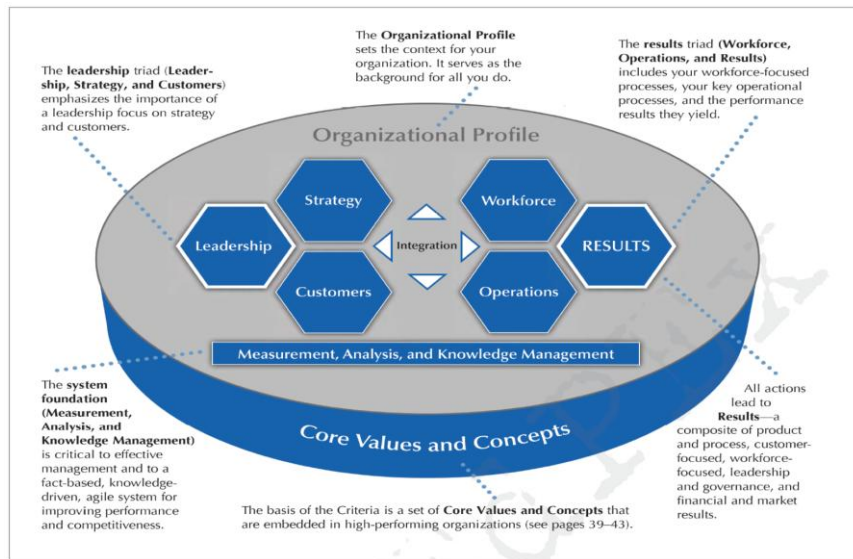 The Organizational Profile
sets the context for your
organization. It serves as the
background for all you do.
The leadership triad (Leader-
ship, Strategy, and Customers)
emphasizes the importance of
a leadership focus on strategy
and customers.
The results triad (Workforce,
Operations, and Results)
includes your workforce-focused
processes, your key operational
processes, and the performance
results they yield.
Organizational Profile
Strategy
Workforce
Leadership
Integration
RESULTS
Customers
Operations
Measurement, Analysis, and Knowledge Management
Core Values and Concepts
The system
foundation
(Measurement,
Analysis, and
Knowledge Management)
is critical to effective
management and to a
fact-based, knowledge-
driven, agile system for
improving performance
and competitiveness.
All actions
lead to
Results—a
composite of product
and process, customer-
focused, workforce-
focused, leadership
and governance, and
financial and market
results.
The basis of the Criteria is a set of Core Values and Concepts that
are embedded in high-performing organizations (see pages 39–43).